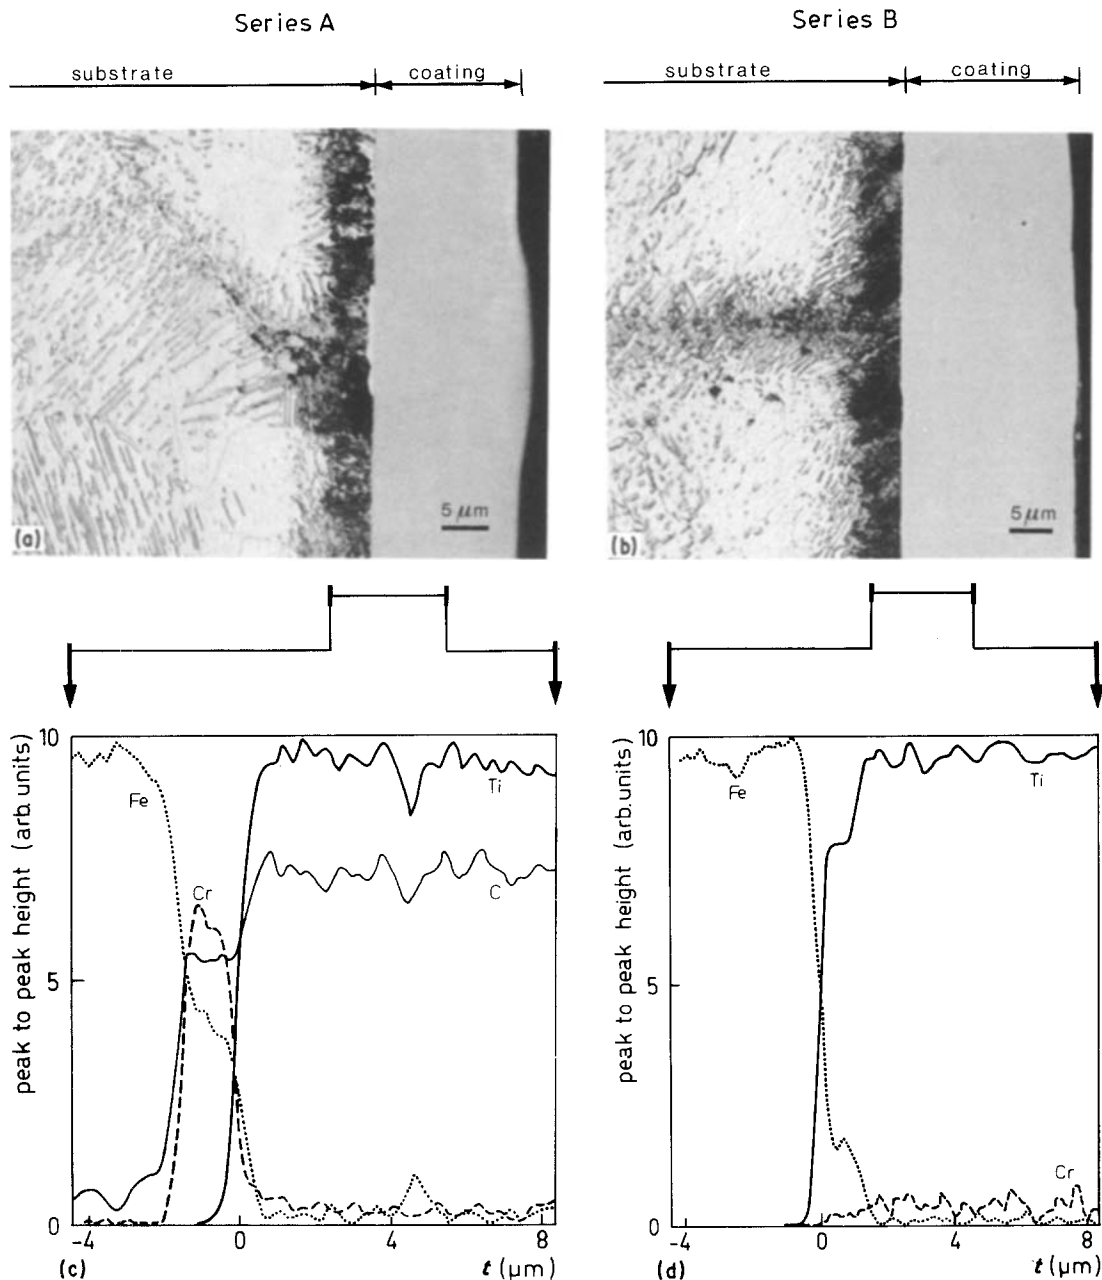 Series A
Series B
substrate
coating
substrate
coating
5 μm
(a)
5 μm
(b)
peak to peak height (arb.units)
10
5
0
-4
0
4
8
t (μm)
Fe
Cr
Ti
C
(c)
peak to peak height (arb.units)
10
5
0
-4
0
4
8
t (μm)
Fe
Ti
Cr
(d)